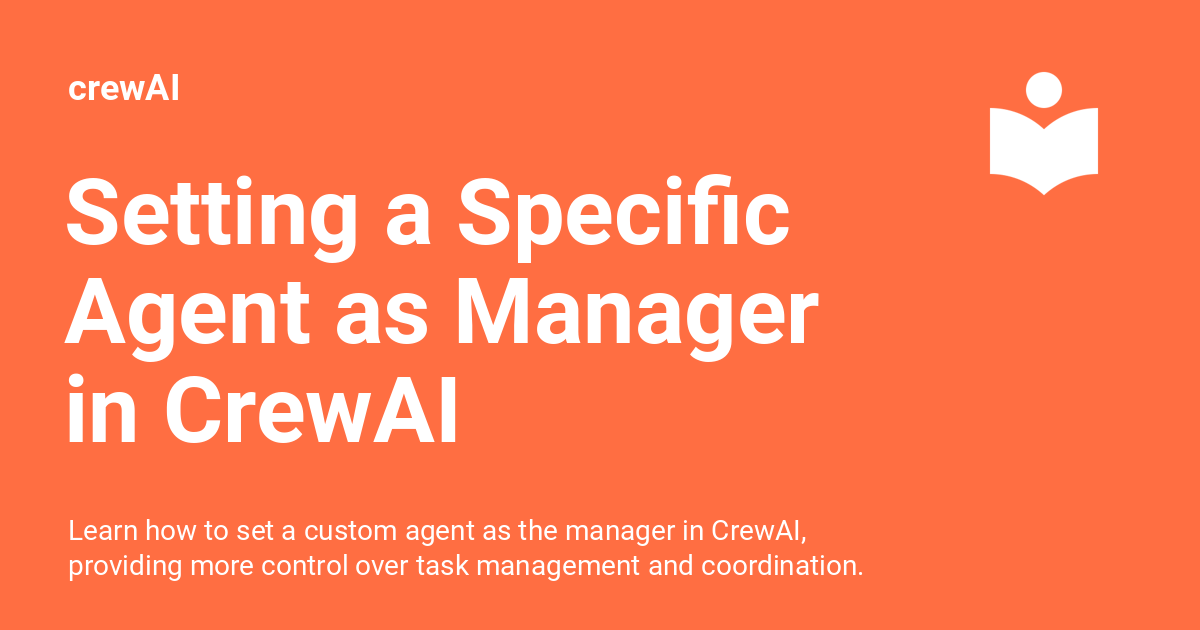 crewAI
Setting a Specific
Agent as Manager
in CrewAI
Learn how to set a custom agent as the manager in CrewAI,
providing more control over task management and coordination.